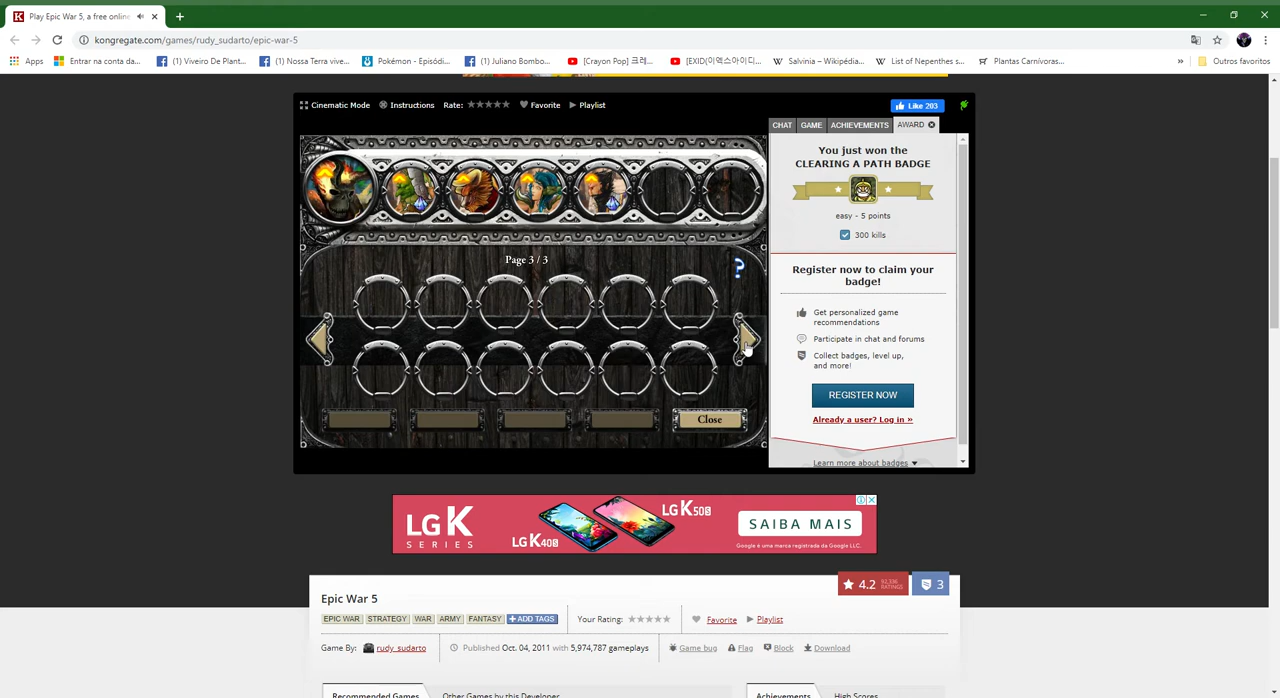 Play Epic War 5, a free online
kongregate.com/games/rudy_sudarto/epic-war-5
Apps
Entrar na conta da...
(1) Viveiro De Plant...
(1) Nossa Terra vive...
Pokémon - Episódi...
(1) Juliano Bombo...
[Crayon Pop] 크레...
[EXID(이엑스아이디...
Salvinia – Wikipédia...
List of Nepenthes s...
Plantas Carnívoras...
»
Outros favoritos
Cinematic Mode
Instructions
Rate:
Favorite
Playlist
Like 203
CHAT
GAME
ACHIEVEMENTS
AWARD
You just won the
CLEARING A PATH BADGE
easy - 5 points
300 kills
Register now to claim your
badge!
Get personalized game
recommendations
Participate in chat and forums
Collect badges, level up,
and more!
REGISTER NOW
Already a user? Log in »
Learn more about badges
Page 3 / 3
?
Close
LG K
SERIES
LG K40S
LG K50S
SAIBA MAIS
Google é uma marca registrada da Google LLC.
4.2
RATINGS
3
Epic War 5
EPIC WAR
STRATEGY
WAR
ARMY
FANTASY
+ ADD TAGS
Your Rating:
Favorite
Playlist
Game By:
rudy_sudarto
Published Oct. 04, 2011 with 5,974,787 gameplays
Game bug
Flag
Block
Download
Recommended Games
Other Games by this Developer
Achievements
High Scores